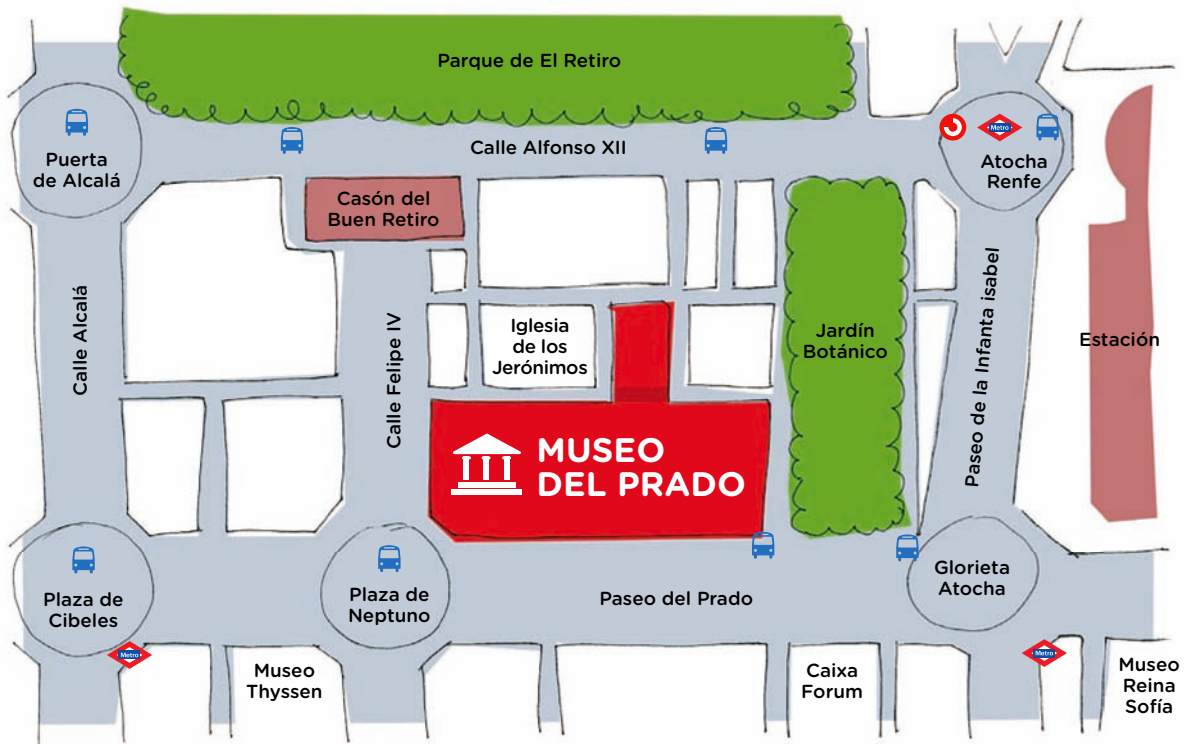 Parque de El Retiro
Puerta
de Alcalá
Calle Alfonso XII
Metro
Atocha
Renfe
Casón del
Buen Retiro
Calle Alcalá
Calle Felipe IV
Iglesia
de los
Jerónimos
Jardín
Botánico
Paseo de la Infanta isabel
Estación
MUSEO
DEL PRADO
Plaza de
Cibeles
Plaza de
Neptuno
Paseo del Prado
Glorieta
Atocha
Metro
Museo
Thyssen
Caixa
Forum
Metro
Museo
Reina
Sofía